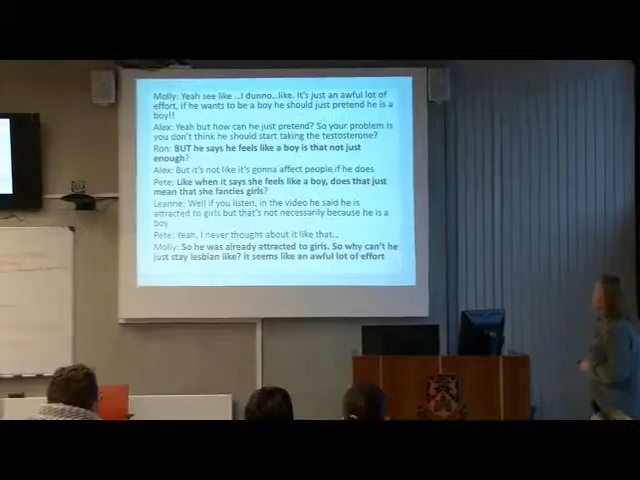 Molly: Yeah see like ...I dunno...like. It's just an awful lot of
effort, if he wants to be a boy he should just pretend he is a
boy!!
Alex: Yeah but how can he just pretend? So your problem is
you don't think he should start taking the testosterone?
Ron: BUT he says he feels like a boy is that not just
enough?
Alex: But it's not like it's gonna affect people if he does
Pete: Like when it says she feels like a boy, does that just
mean that she fancies girls?
Leanne: Well if you listen, in the video he said he is
attracted to girls but that's not necessarily because he is a
boy
Pete: Yeah, I never thought about it like that..
Molly: So he was already attracted to girls. So why can't he
just stay lesbian like? It seems like an awful lot of effort